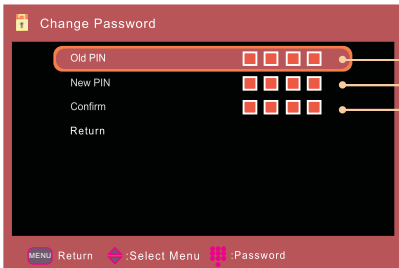 Change Password
Old PIN
New PIN
Confirm
Return
MENU Return :Select Menu :Password